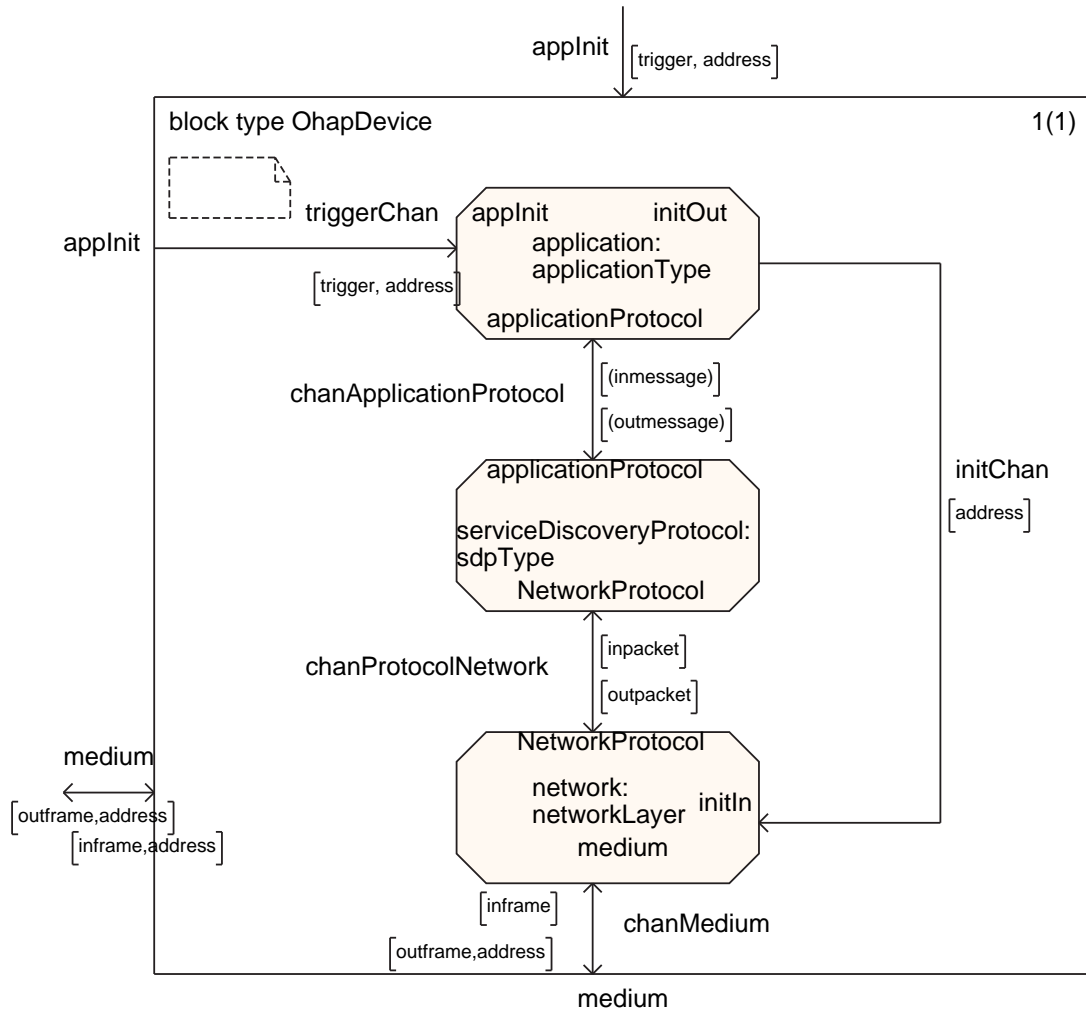 appInit
[trigger, address]
block type OhapDevice
1(1)
triggerChan
appInit
[trigger, address]
appInit
initOut
application:
applicationType
applicationProtocol
chanApplicationProtocol
[(inmessage)]
[(outmessage)]
applicationProtocol
serviceDiscoveryProtocol:
sdpType
NetworkProtocol
initChan
[address]
chanProtocolNetwork
[inpacket]
[outpacket]
NetworkProtocol
network:
networkLayer
initIn
medium
medium
[outframe,address]
[inframe,address]
[inframe]
[outframe,address]
chanMedium
medium